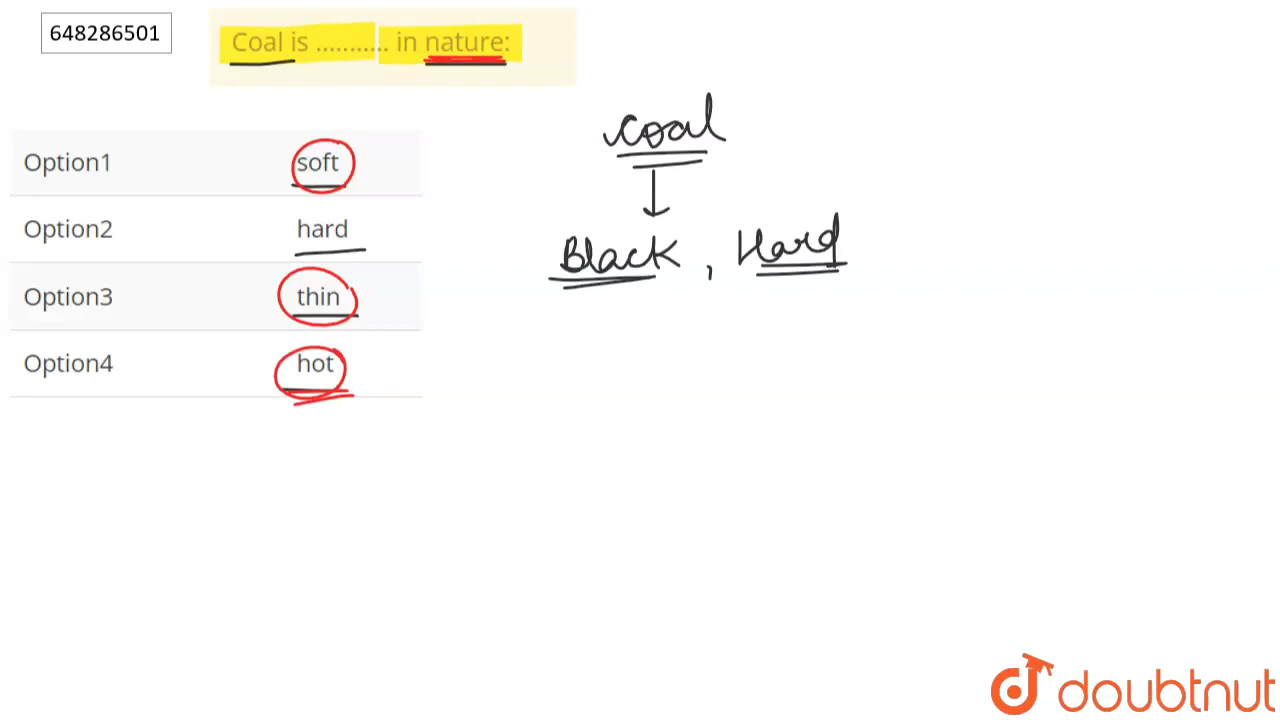 648286501
Coal is ........... in nature:
Option1 soft
Option2 hard
Option3 thin
Option4 hot
coal
Black, Hard
doubtnut